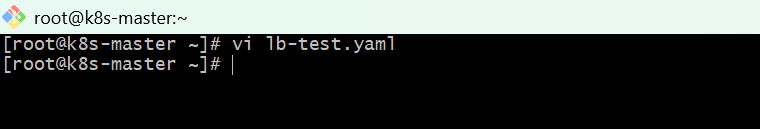 root@k8s-master:~
[root@k8s-master ~]# vi lb-test.yaml
[root@k8s-master ~]#